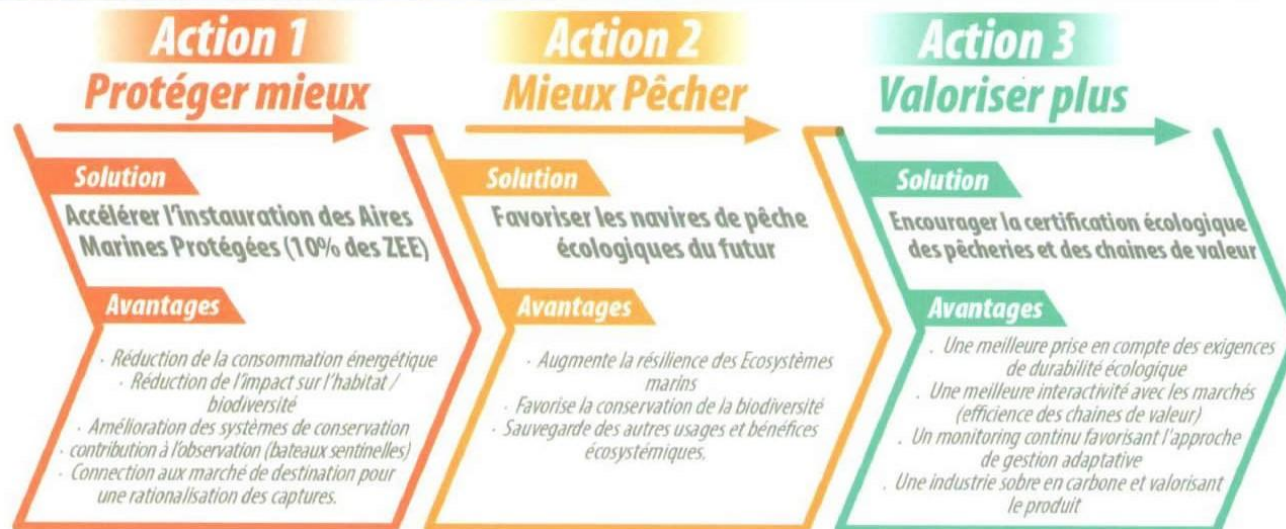 Action 1
Protéger mieux
Solution
Accélérer l'instauration des Aires
Marines Protégées (10% des ZEE)
Avantages
· Réduction de la consommation énergétique
· Réduction de l'impact sur l'habitat /
biodiversité
· Amélioration des systèmes de conservation
· contribution à l'observation (bateaux sentinelles)
· Connection aux marché de destination pour
une rationalisation des captures.
Action 2
Mieux Pêcher
Solution
Favoriser les navires de pêche
écologiques du futur
Avantages
· Augmente la résilience des Ecosystèmes
marins
· Favorise la conservation de la biodiversité
· Sauvegarde des autres usages et bénéfices
écosystémiques.
Action 3
Valoriser plus
Solution
Encourager la certification écologique
des pêcheries et des chaines de valeur
Avantages
. Une meilleure prise en compte des exigences
de durabilité écologique
. Une meilleure interactivité avec les marchés
(efficience des chaines de valeur)
. Un monitoring continu favorisant l'approche
de gestion adaptative
. Une industrie sobre en carbone et valorisant
le produit